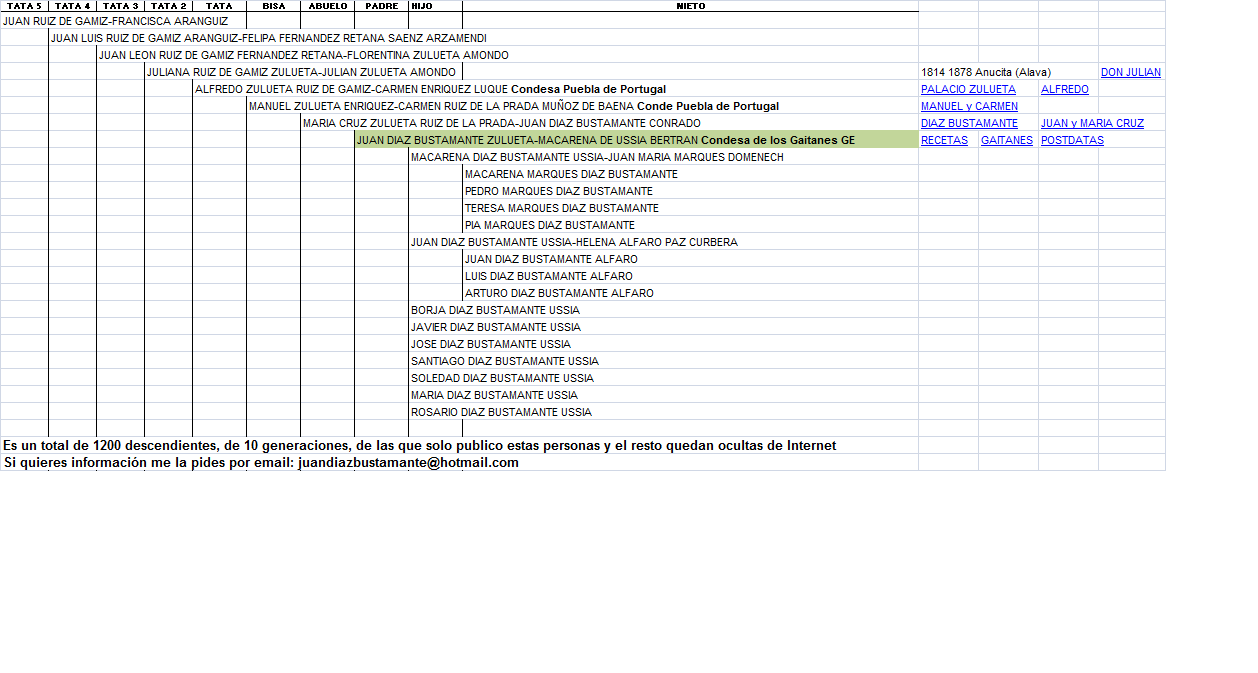 TATA 5 TATA 4 TATA 3 TATA 2 TATA BISA ABUELO PADRE HIJO NIETO
JUAN RUIZ DE GAMIZ-FRANCISCA ARANGUIZ
JUAN LUIS RUIZ DE GAMIZ ARANGUIZ-FELIPA FERNANDEZ RETANA SAENZ ARZAMENDI
JUAN LEON RUIZ DE GAMIZ FERNANDEZ RETANA-FLORENTINA ZULUETA AMONDO
JULIANA RUIZ DE GAMIZ ZULUETA-JULIAN ZULUETA AMONDO 1814 1878 Anucita (Alava) DON JULIAN
ALFREDO ZULUETA RUIZ DE GAMIZ-CARMEN ENRIQUEZ LUQUE Condesa Puebla de Portugal PALACIO ZULUETA ALFREDO
MANUEL ZULUETA ENRIQUEZ-CARMEN RUIZ DE LA PRADA MUÑOZ DE BAENA Conde Puebla de Portugal MANUEL y CARMEN
MARIA CRUZ ZULUETA RUIZ DE LA PRADA-JUAN DIAZ BUSTAMANTE CONRADO DIAZ BUSTAMANTE JUAN y MARIA CRUZ
JUAN DIAZ BUSTAMANTE ZULUETA-MACARENA DE USSIA BERTRAN Condesa de los Gaitanes GE RECETAS GAITANES POSTDATAS
MACARENA DIAZ BUSTAMANTE USSIA-JUAN MARIA MARQUES DOMENECH
MACARENA MARQUES DIAZ BUSTAMANTE
PEDRO MARQUES DIAZ BUSTAMANTE
TERESA MARQUES DIAZ BUSTAMANTE
PIA MARQUES DIAZ BUSTAMANTE
JUAN DIAZ BUSTAMANTE USSIA-HELENA ALFARO PAZ CURBERA
JUAN DIAZ BUSTAMANTE ALFARO
LUIS DIAZ BUSTAMANTE ALFARO
ARTURO DIAZ BUSTAMANTE ALFARO
BORJA DIAZ BUSTAMANTE USSIA
JAVIER DIAZ BUSTAMANTE USSIA
JOSE DIAZ BUSTAMANTE USSIA
SANTIAGO DIAZ BUSTAMANTE USSIA
SOLEDAD DIAZ BUSTAMANTE USSIA
MARIA DIAZ BUSTAMANTE USSIA
ROSARIO DIAZ BUSTAMANTE USSIA
Es un total de 1200 descendientes, de 10 generaciones, de las que solo publico estas personas y el resto quedan ocultas de Internet
Si quieres información me la pides por email: juandiazbustamante@hotmail.com